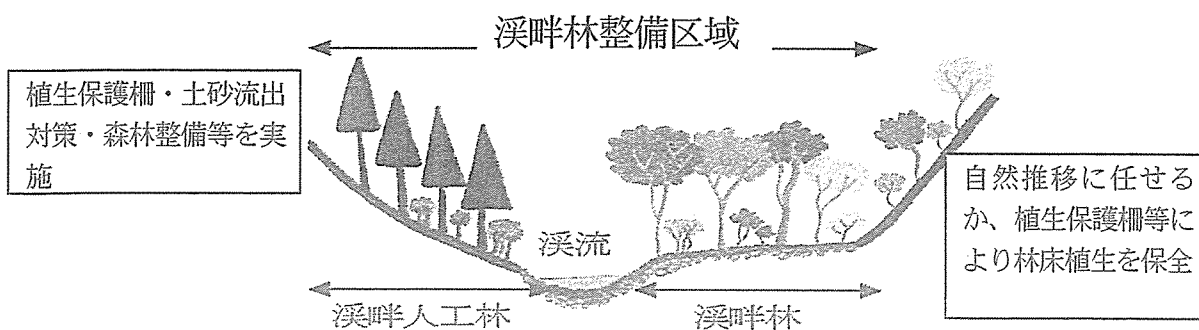 渓畔林整備区域
植生保護柵・土砂流出
対策・森林整備等を実
施
自然推移に任せる
か、植生保護柵等に
より林床植生を保全
渓流
渓畔人工林
渓畔林